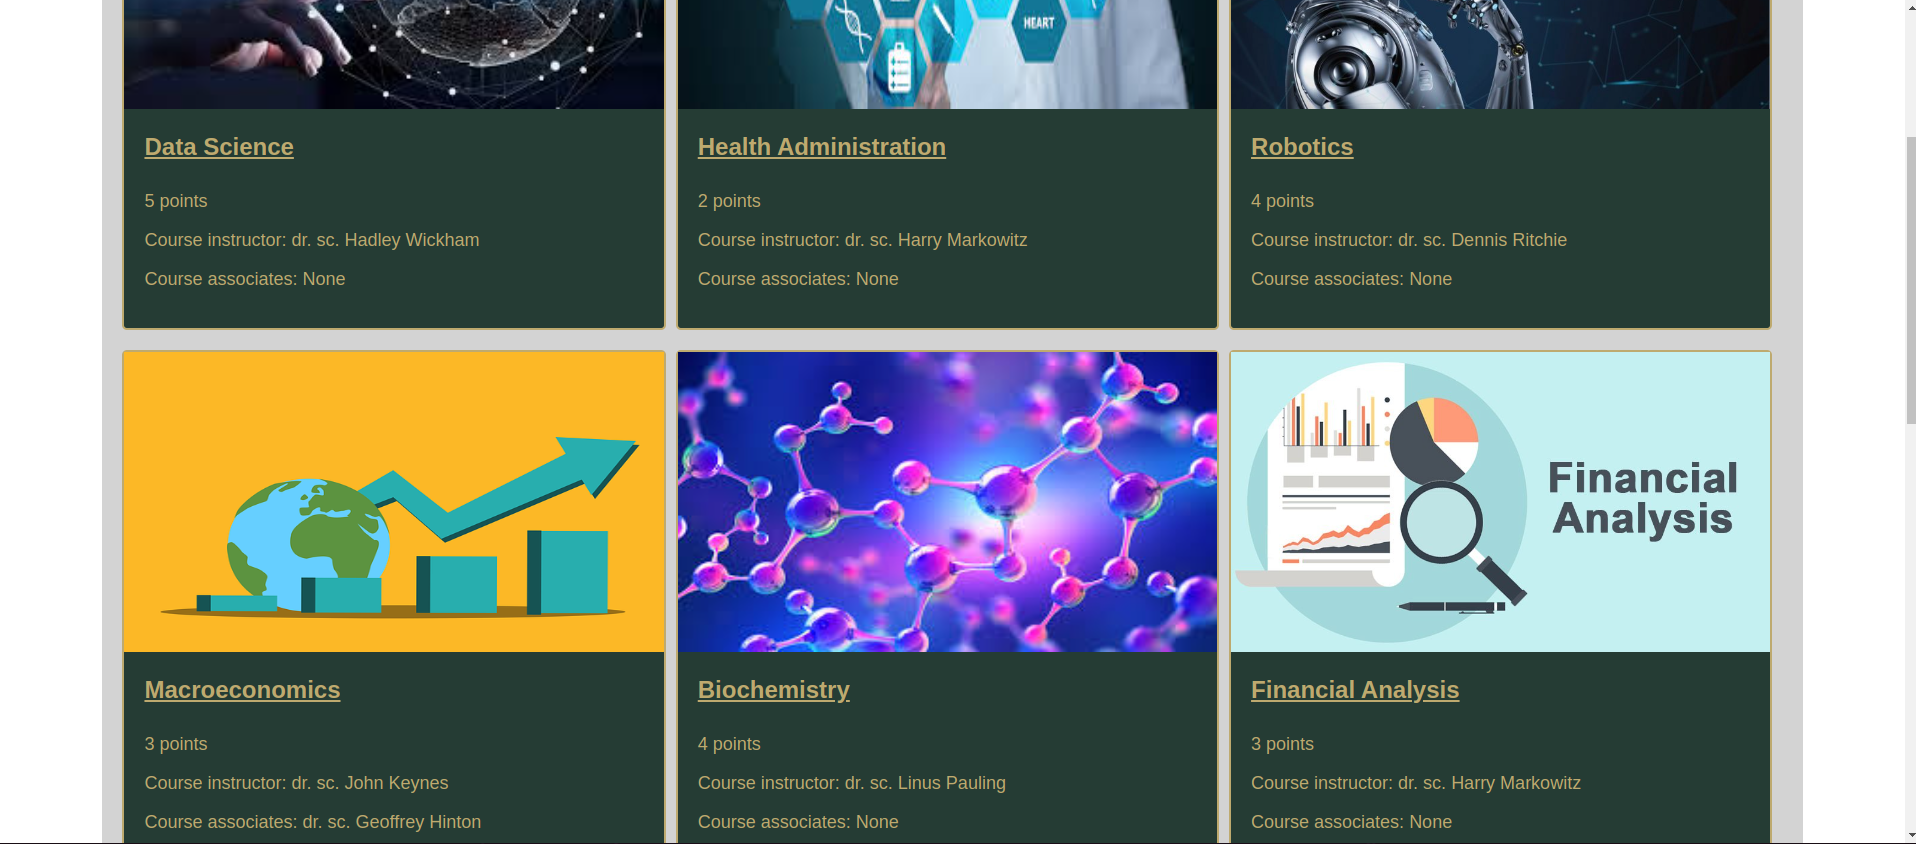 HEART
Data Science
5 points
Course instructor: dr. sc. Hadley Wickham
Course associates: None
Health Administration
2 points
Course instructor: dr. sc. Harry Markowitz
Course associates: None
Robotics
4 points
Course instructor: dr. sc. Dennis Ritchie
Course associates: None
Macroeconomics
3 points
Course instructor: dr. sc. John Keynes
Course associates: dr. sc. Geoffrey Hinton
Biochemistry
4 points
Course instructor: dr. sc. Linus Pauling
Course associates: None
Financial
Analysis
Financial Analysis
3 points
Course instructor: dr. sc. Harry Markowitz
Course associates: None